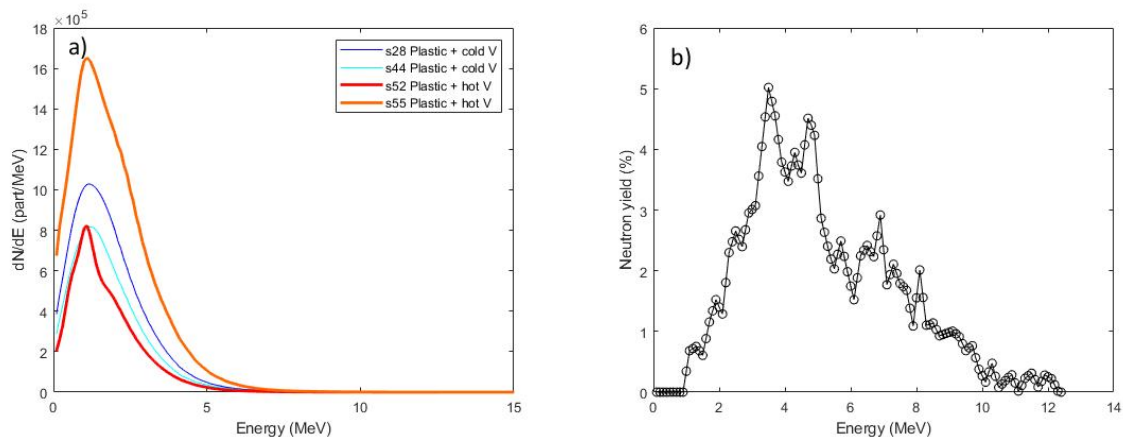 ×10⁵
a)
18
16
14
12
10
8
6
4
2
0
dN/dE (part/MeV)
s28 Plastic + cold V
s44 Plastic + cold V
s52 Plastic + hot V
s55 Plastic + hot V
0 5 10 15
Energy (MeV)
b)
6
5
4
3
2
1
0
Neutron yield (%)
0 2 4 6 8 10 12 14
Energy (MeV)